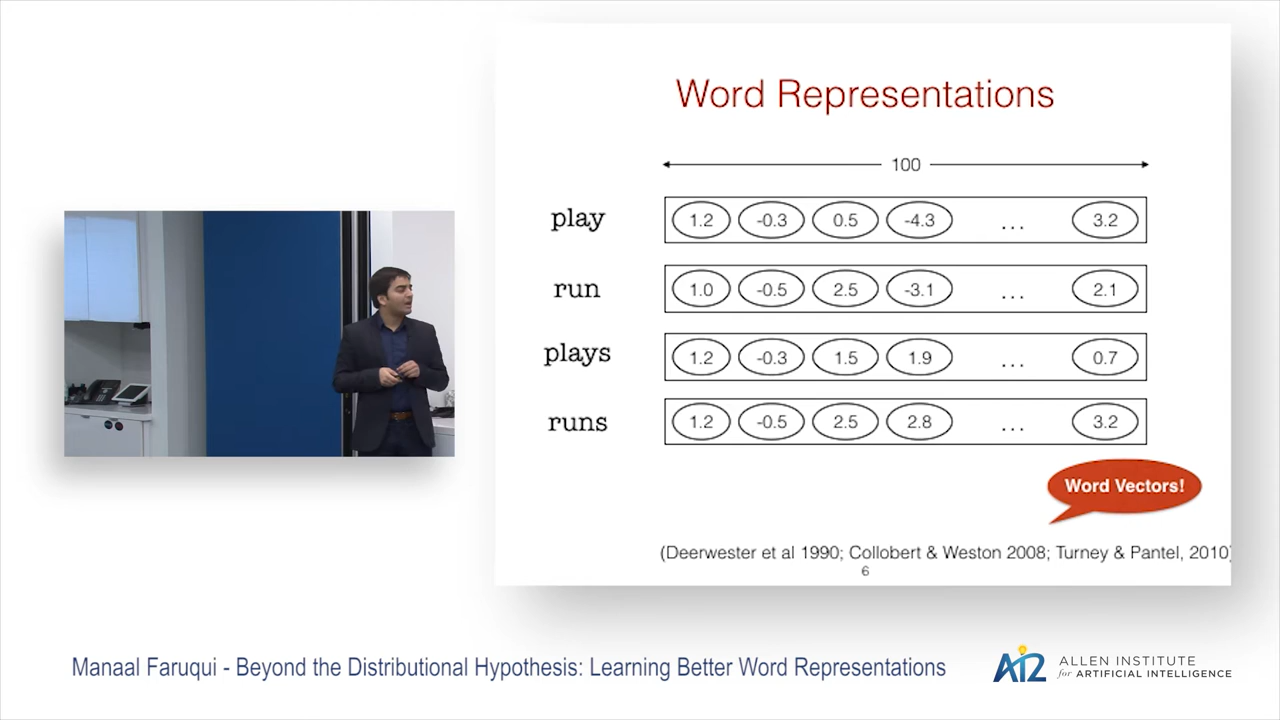 Word Representations
100
play 1.2 -0.3 0.5 -4.3 ... 3.2
run 1.0 -0.5 2.5 -3.1 ... 2.1
plays 1.2 -0.3 1.5 1.9 ... 0.7
runs 1.2 -0.5 2.5 2.8 ... 3.2
Word Vectors!
(Deerwester et al 1990; Collobert & Weston 2008; Turney & Pantel, 2010)
6
Manaal Faruqui - Beyond the Distributional Hypothesis: Learning Better Word Representations
AI2 ALLEN INSTITUTE
for ARTIFICIAL INTELLIGENCE